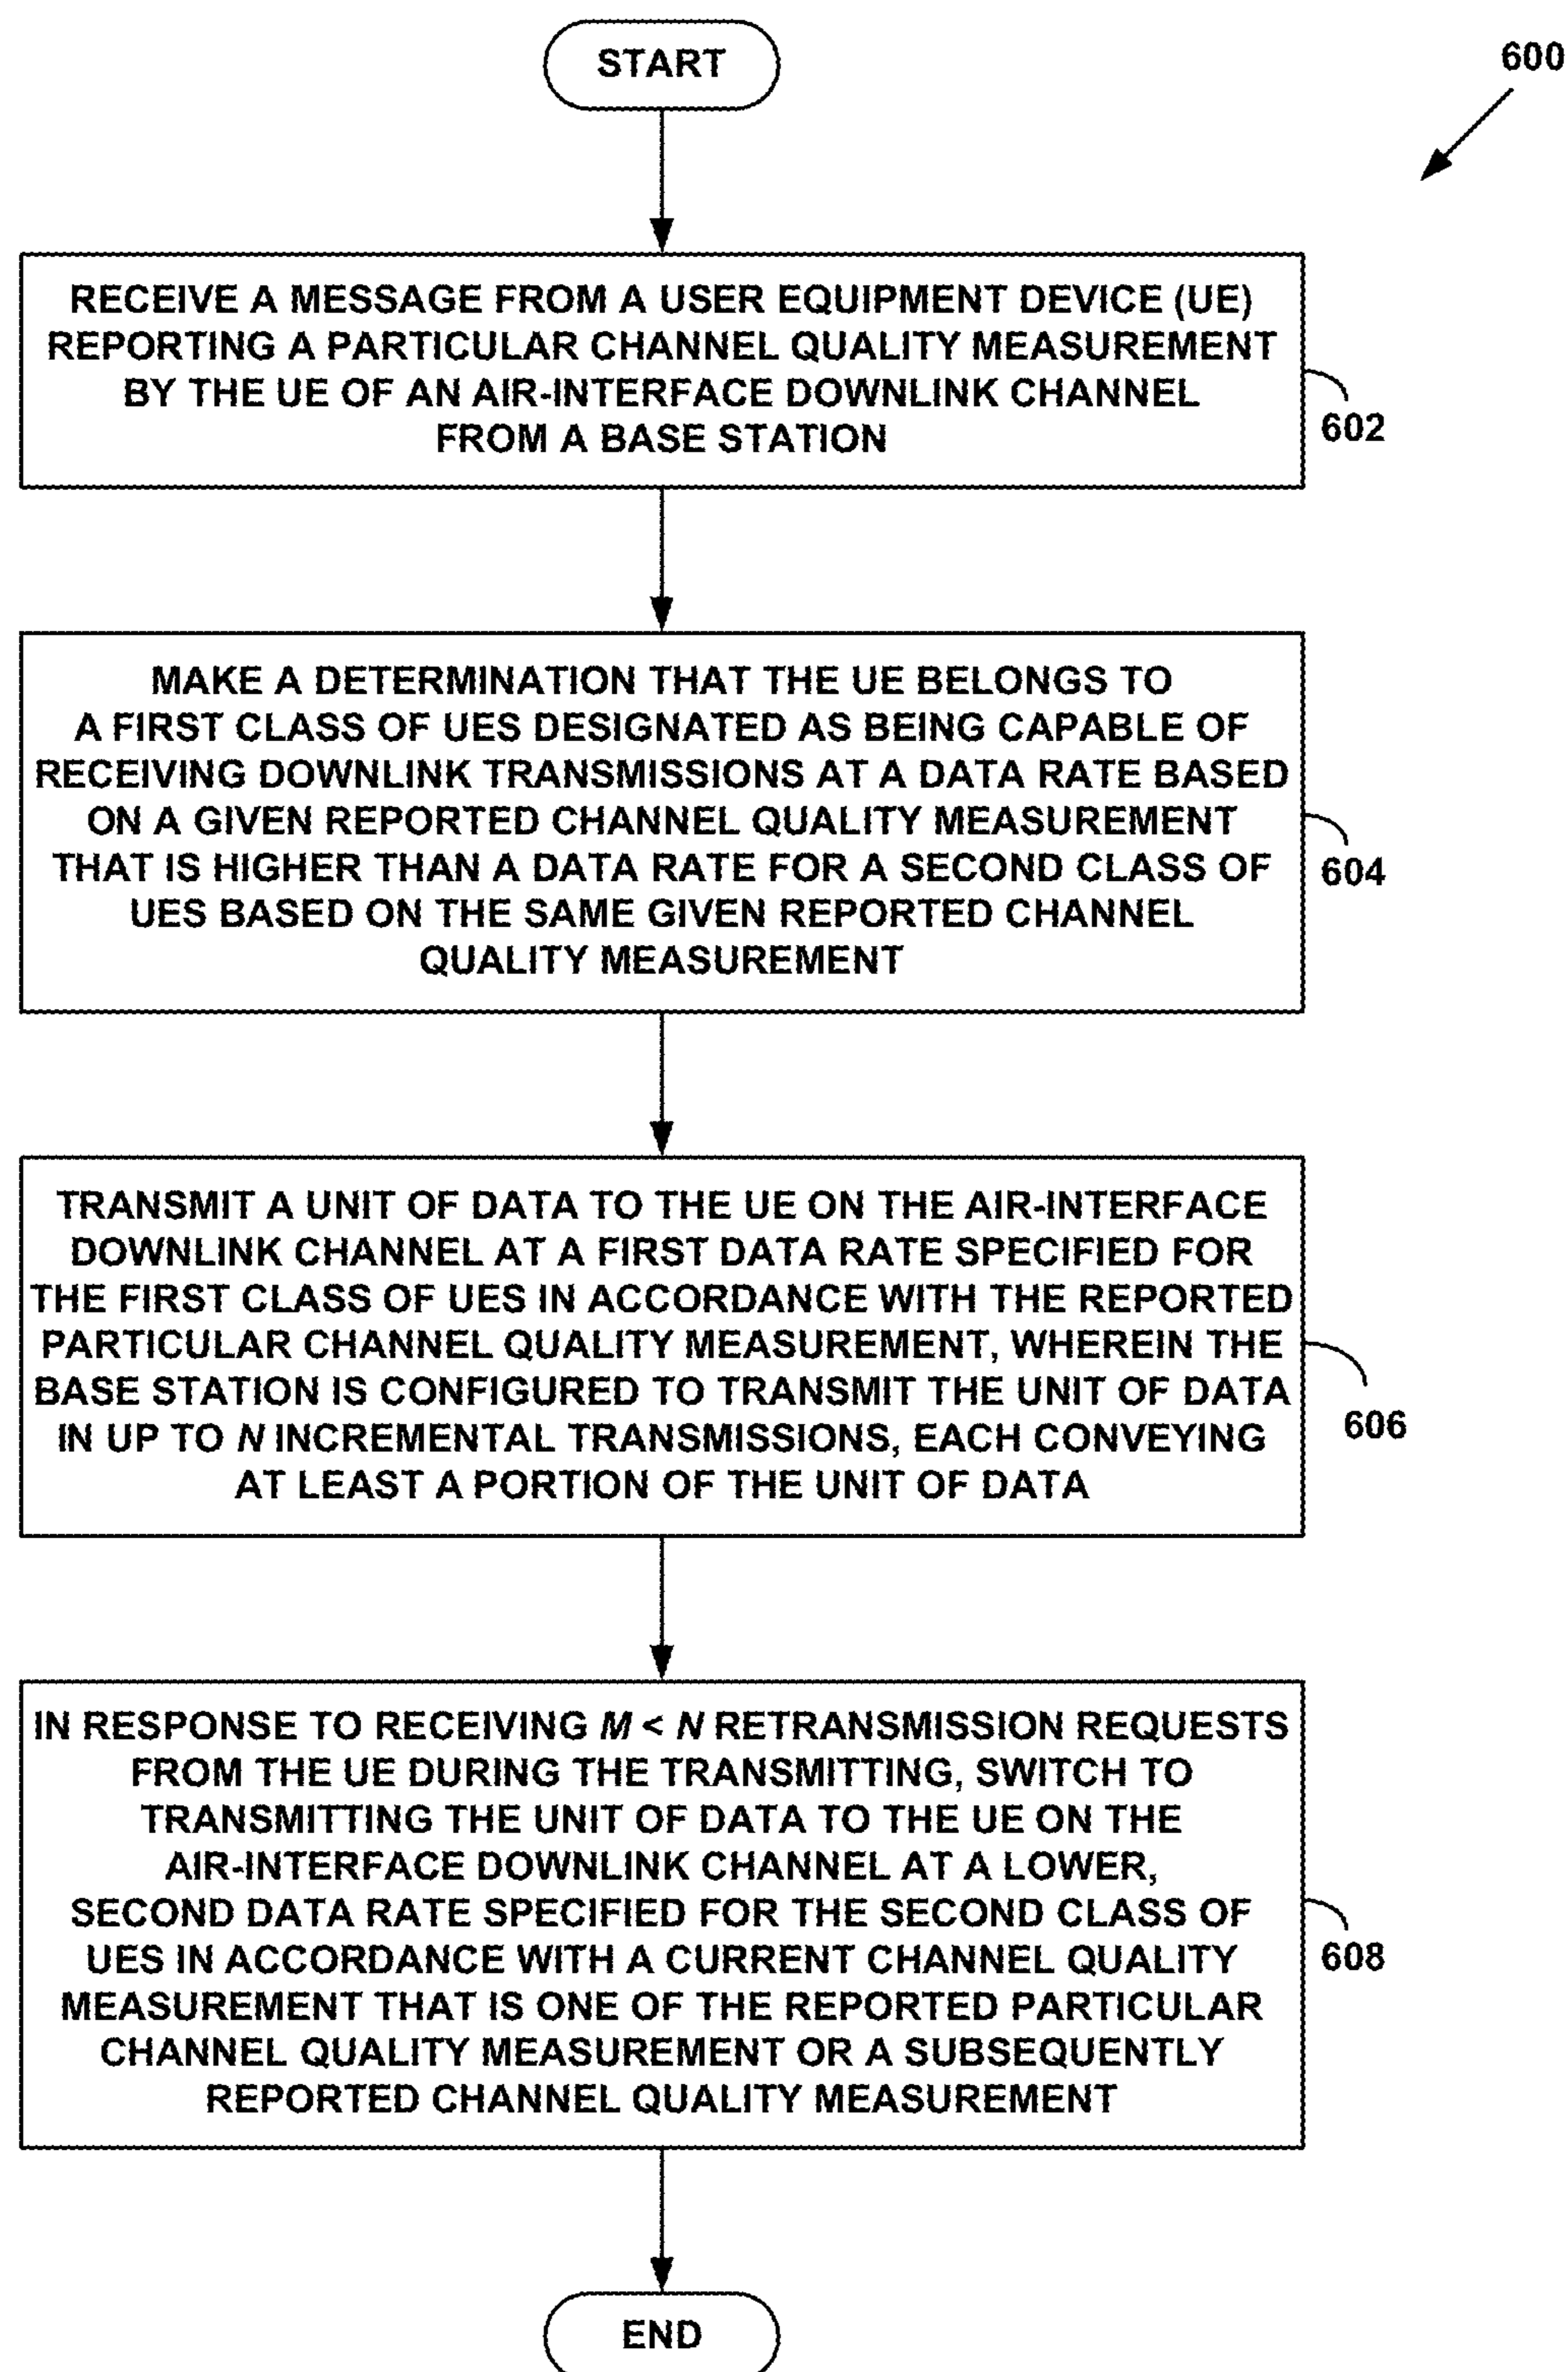 START
600
RECEIVE A MESSAGE FROM A USER EQUIPMENT DEVICE (UE)
REPORTING A PARTICULAR CHANNEL QUALITY MEASUREMENT
BY THE UE OF AN AIR-INTERFACE DOWNLINK CHANNEL
FROM A BASE STATION
602
MAKE A DETERMINATION THAT THE UE BELONGS TO
A FIRST CLASS OF UES DESIGNATED AS BEING CAPABLE OF
RECEIVING DOWNLINK TRANSMISSIONS AT A DATA RATE BASED
ON A GIVEN REPORTED CHANNEL QUALITY MEASUREMENT
THAT IS HIGHER THAN A DATA RATE FOR A SECOND CLASS OF
UES BASED ON THE SAME GIVEN REPORTED CHANNEL
QUALITY MEASUREMENT
604
TRANSMIT A UNIT OF DATA TO THE UE ON THE AIR-INTERFACE
DOWNLINK CHANNEL AT A FIRST DATA RATE SPECIFIED FOR
THE FIRST CLASS OF UES IN ACCORDANCE WITH THE REPORTED
PARTICULAR CHANNEL QUALITY MEASUREMENT, WHEREIN THE
BASE STATION IS CONFIGURED TO TRANSMIT THE UNIT OF DATA
IN UP TO N INCREMENTAL TRANSMISSIONS, EACH CONVEYING
AT LEAST A PORTION OF THE UNIT OF DATA
606
IN RESPONSE TO RECEIVING M < N RETRANSMISSION REQUESTS
FROM THE UE DURING THE TRANSMITTING, SWITCH TO
TRANSMITTING THE UNIT OF DATA TO THE UE ON THE
AIR-INTERFACE DOWNLINK CHANNEL AT A LOWER,
SECOND DATA RATE SPECIFIED FOR THE SECOND CLASS OF
UES IN ACCORDANCE WITH A CURRENT CHANNEL QUALITY
MEASUREMENT THAT IS ONE OF THE REPORTED PARTICULAR
CHANNEL QUALITY MEASUREMENT OR A SUBSEQUENTLY
REPORTED CHANNEL QUALITY MEASUREMENT
608
END